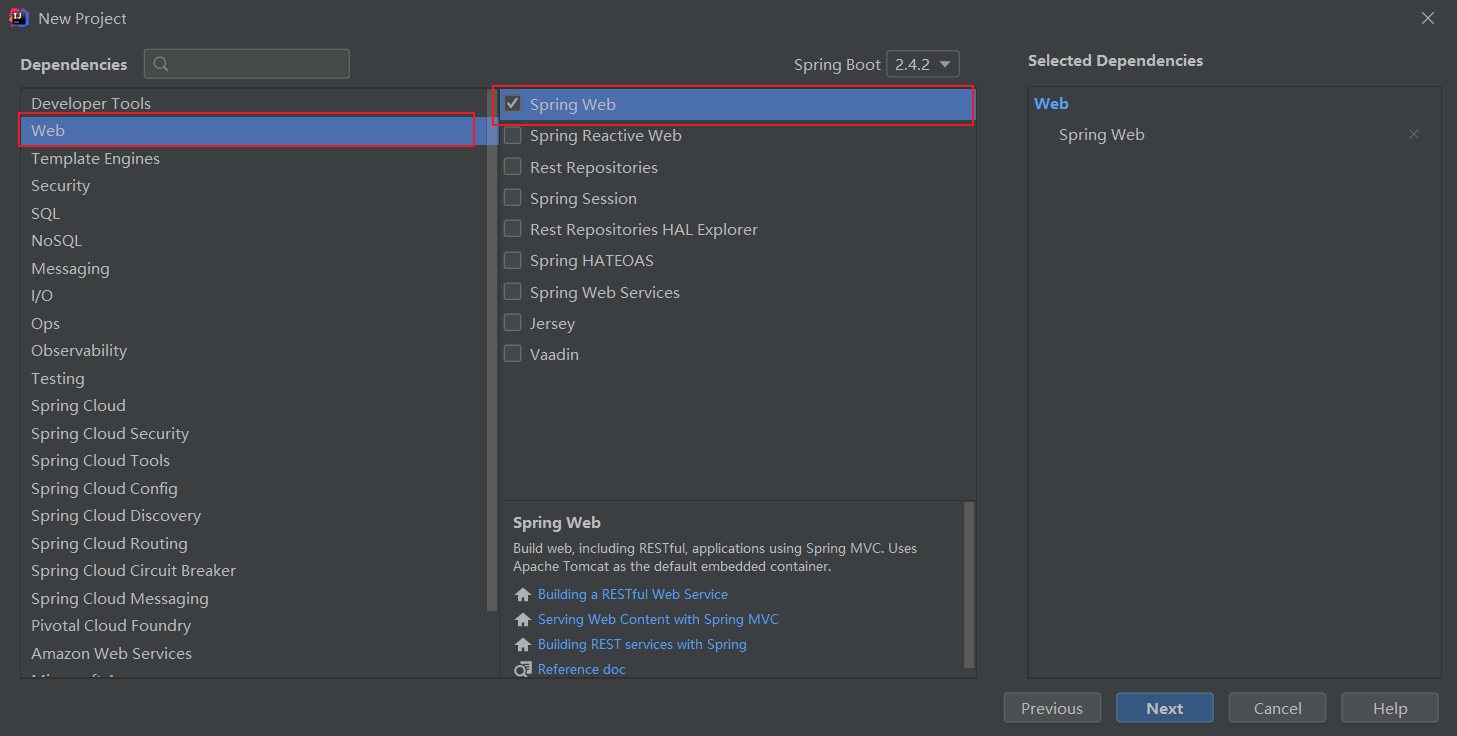 New Project
Dependencies
Spring Boot 2.4.2
Selected Dependencies
Developer Tools
Web
Template Engines
Security
SQL
NoSQL
Messaging
I/O
Ops
Observability
Testing
Spring Cloud
Spring Cloud Security
Spring Cloud Tools
Spring Cloud Config
Spring Cloud Discovery
Spring Cloud Routing
Spring Cloud Circuit Breaker
Spring Cloud Messaging
Pivotal Cloud Foundry
Amazon Web Services
Spring Web
Spring Reactive Web
Rest Repositories
Spring Session
Rest Repositories HAL Explorer
Spring HATEOAS
Spring Web Services
Jersey
Vaadin
Spring Web
Build web, including RESTful, applications using Spring MVC. Uses
Apache Tomcat as the default embedded container.
Building a RESTful Web Service
Serving Web Content with Spring MVC
Building REST services with Spring
Reference doc
Web
Spring Web
Previous
Next
Cancel
Help